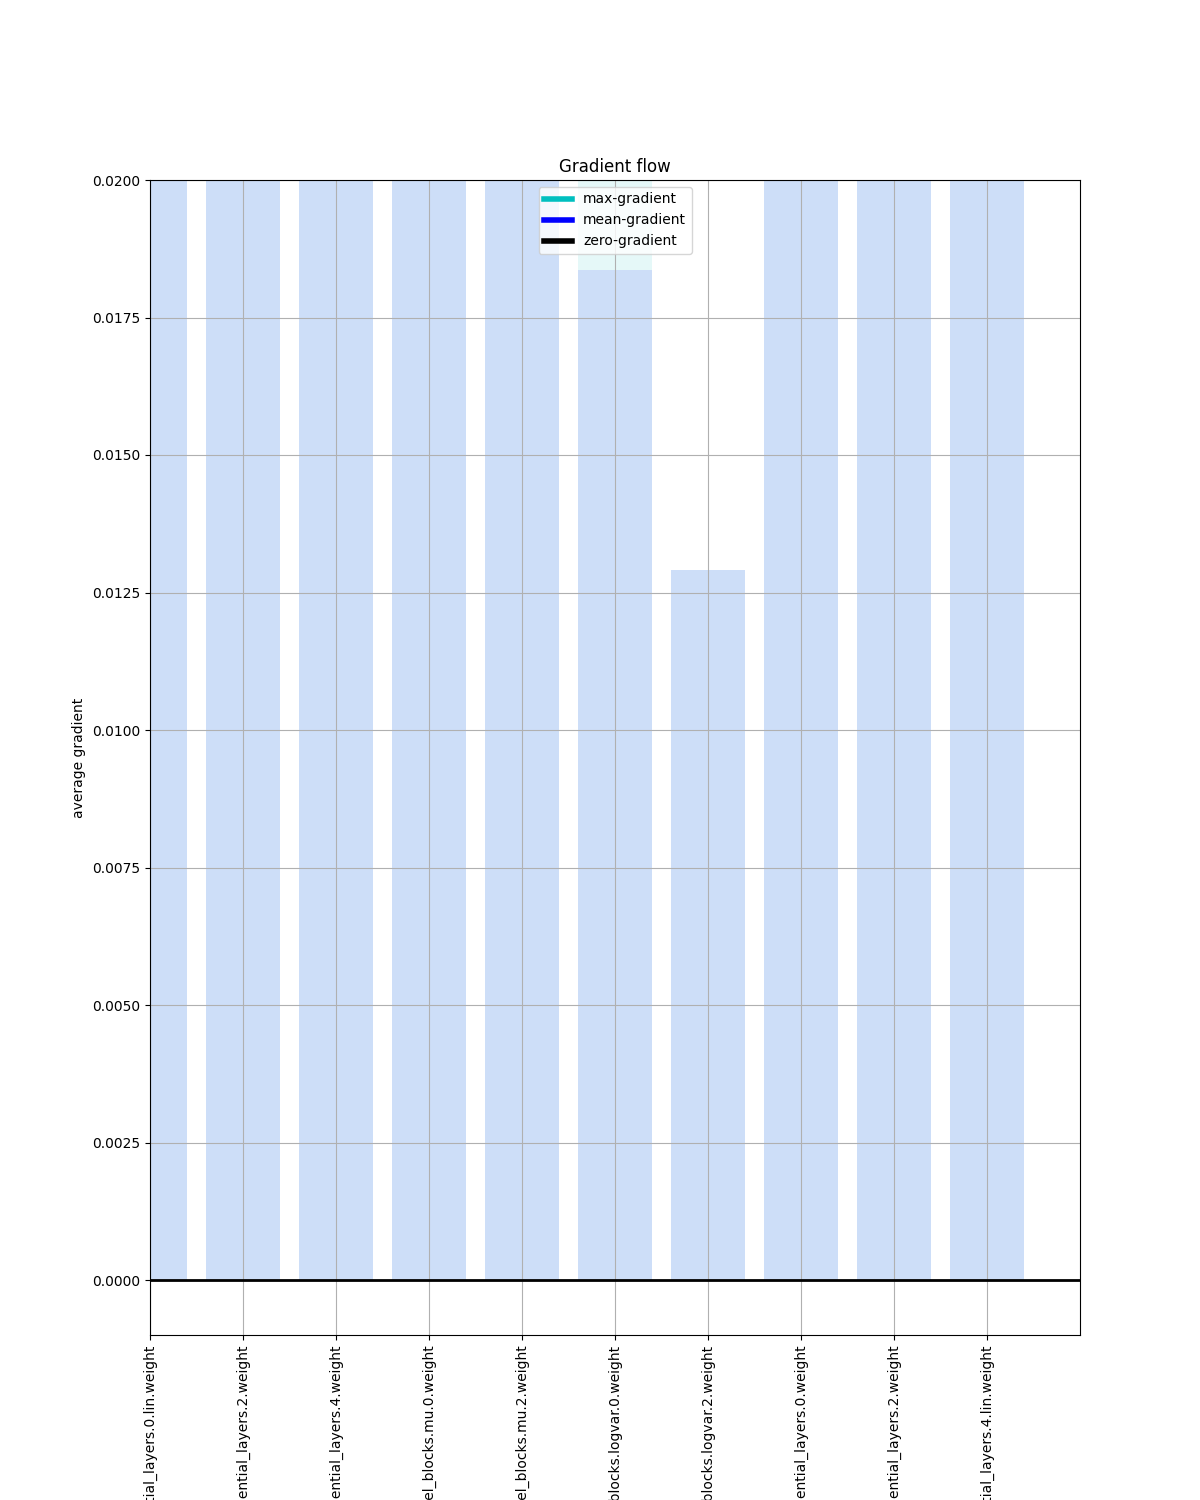 Gradient flow
max-gradient
mean-gradient
zero-gradient
0.0200
0.0175
0.0150
0.0125
0.0100
0.0075
0.0050
0.0025
0.0000
average gradient
tial_layers.0.lin.weight
ential_layers.2.weight
ential_layers.4.weight
el_blocks.mu.0.weight
el_blocks.mu.2.weight
blocks.logvar.0.weight
blocks.logvar.2.weight
ential_layers.0.weight
ential_layers.2.weight
tial_layers.4.lin.weight